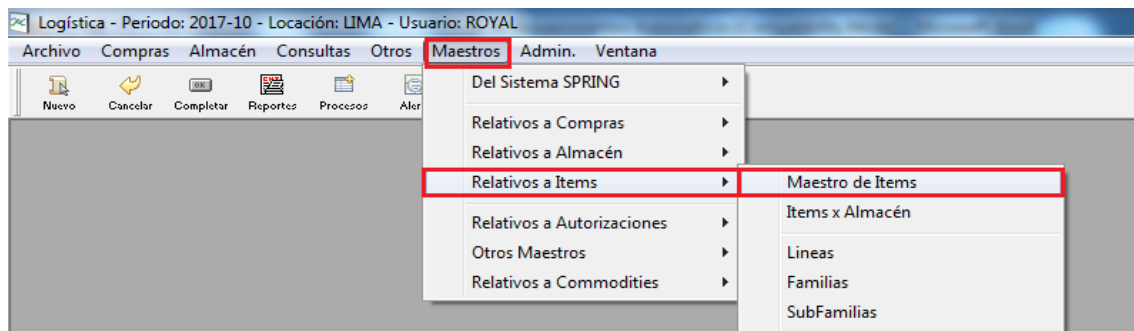 Logística - Periodo: 2017-10 - Locación: LIMA - Usuario: ROYAL
Archivo Compras Almacén Consultas Otros Maestros Admin. Ventana
Nuevo Cancelar Completar Reportes Procesos Aler
OK
Del Sistema SPRING
Relativos a Compras
Relativos a Almacén
Relativos a Items
Relativos a Autorizaciones
Otros Maestros
Relativos a Commodities
Maestro de Items
Items x Almacén
Lineas
Familias
SubFamilias